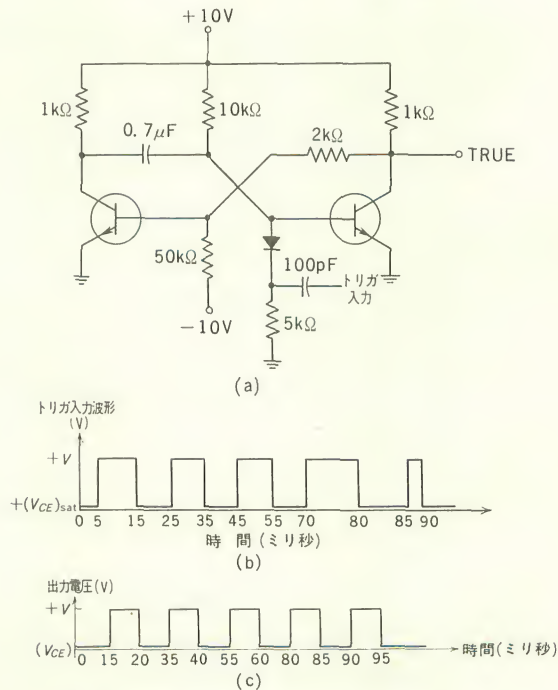 +10V
1kΩ
10kΩ
1kΩ
0.7μF
2kΩ
TRUE
50kΩ
100pF
トリガ
入力
−10V
5kΩ
(a)
トリガ入力波形
(V)
+V
+(VCE)sat
0 5 15 25 35 45 55 70 80 85 90
時間(ミリ秒)
(b)
出力電圧(V)
+V
(VCE)
0 15 20 35 40 55 60 80 85 90 95
時間(ミリ秒)
(c)